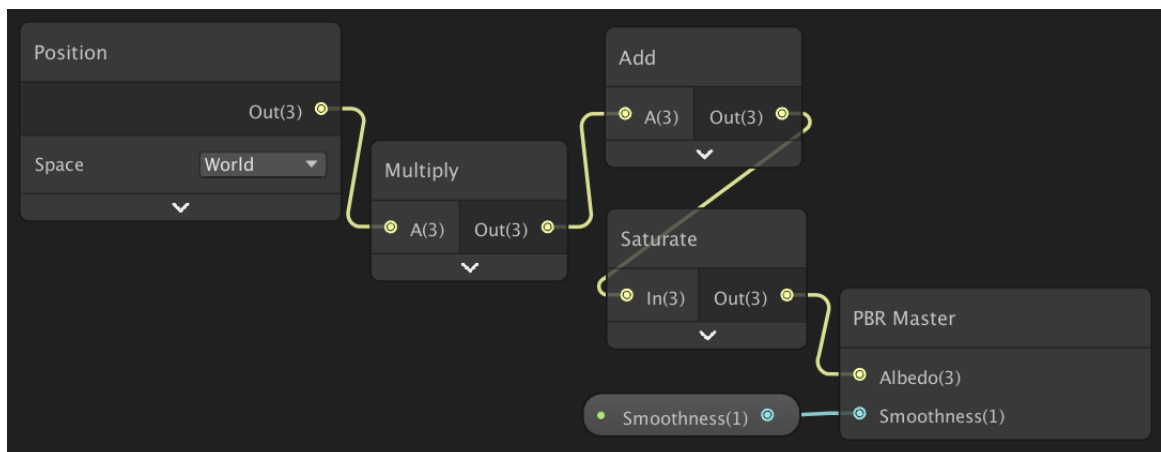 Position
Out(3)
Space World
Multiply
A(3) Out(3)
Add
A(3) Out(3)
Saturate
In(3) Out(3)
PBR Master
Albedo(3)
Smoothness(1)
Smoothness(1)